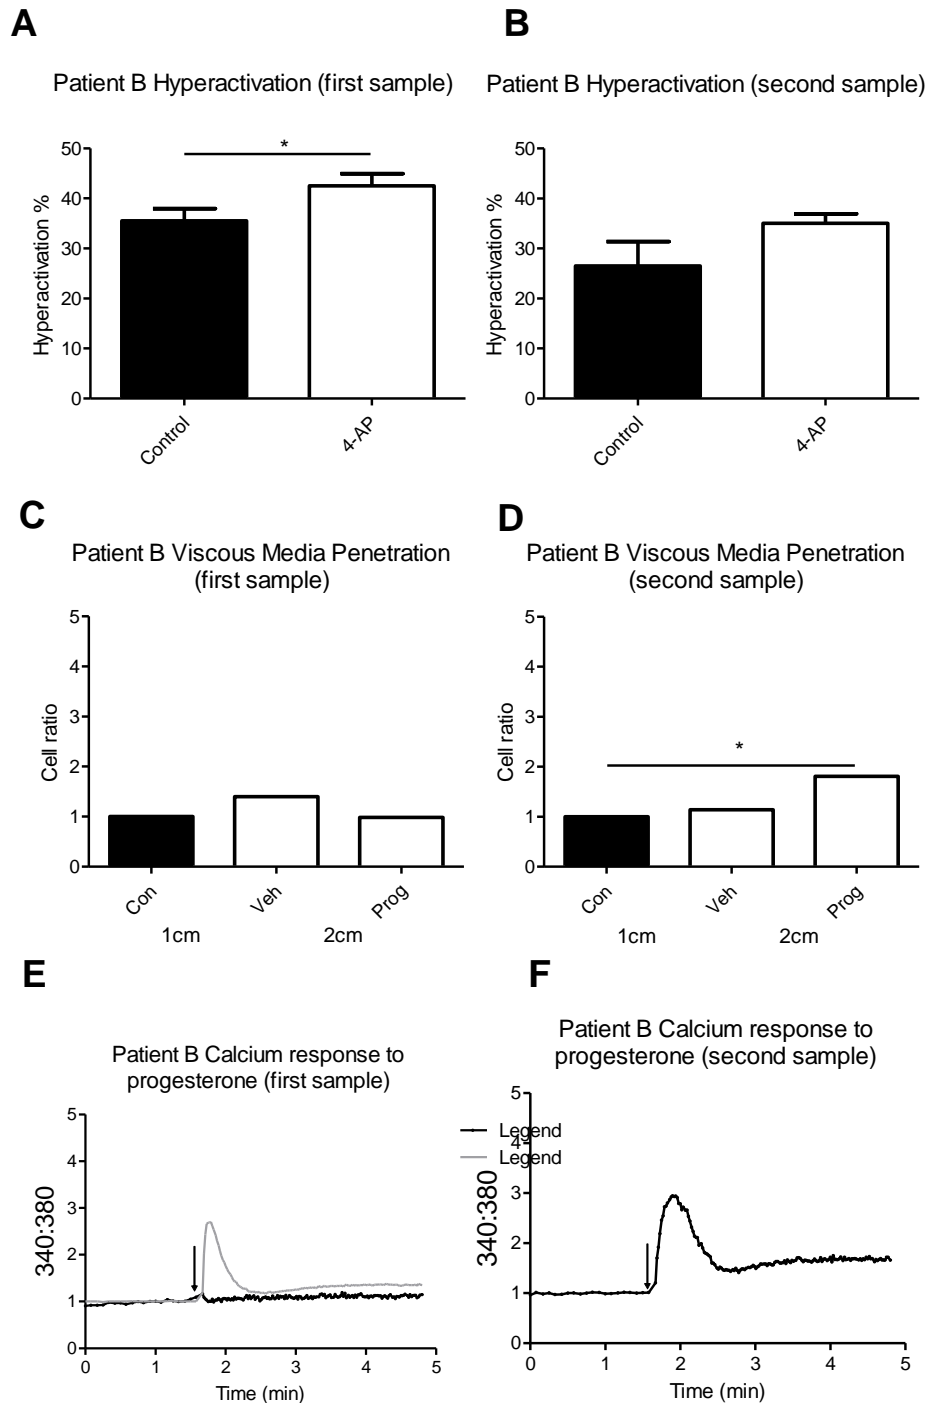 A
Patient B Hyperactivation (first sample)
50
40
30
20
10
0
Hyperactivation %
*
Control
4-AP
B
Patient B Hyperactivation (second sample)
50
40
30
20
10
0
Hyperactivation %
Control
4-AP
C
Patient B Viscous Media Penetration
(first sample)
5
4
3
2
1
0
Cell ratio
Con
Veh
Prog
1cm
2cm
D
Patient B Viscous Media Penetration
(second sample)
5
4
3
2
1
0
Cell ratio
*
Con
Veh
Prog
1cm
2cm
E
Patient B Calcium response to
progesterone (first sample)
5
4
3
2
1
0
340:380
0 1 2 3 4 5
Time (min)
Legend
Legend
F
Patient B Calcium response to
progesterone (second sample)
5
4
3
2
1
0
340:380
0 1 2 3 4 5
Time (min)